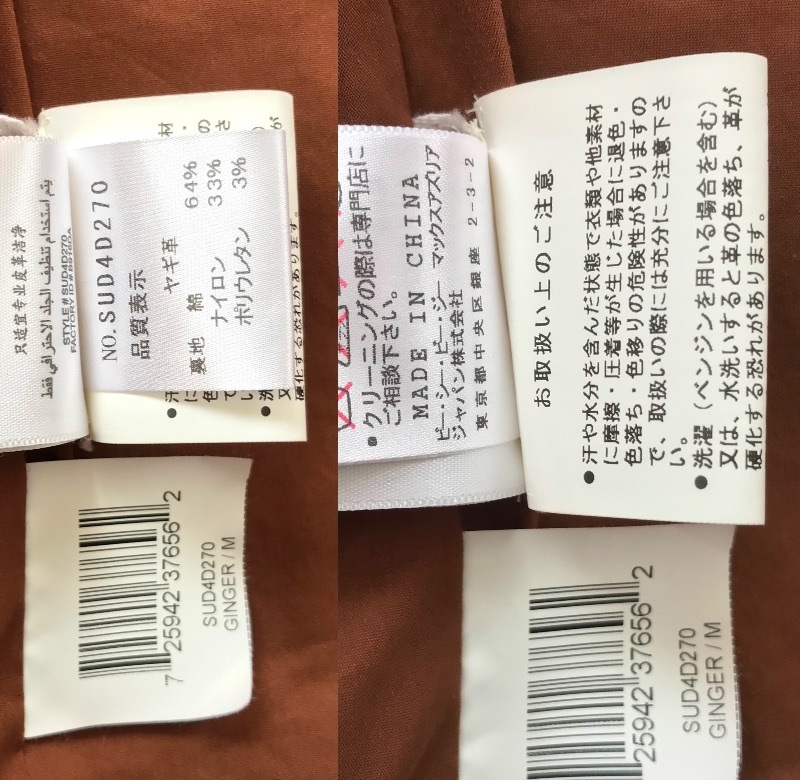 只适宜专业皮革洁净
يتم استخدام تنظيف الجلد الاحترافي فقط
STYLE# SUD4D270
NO.SUD4D270
品質表示
ヤギ革
裏地 綿 64%
ナイロン 33%
ポリウレタン 3%
材
の
さ
が
・汗
色
で
い
・洗
硬化する恐れがあります。
7 25942 37656 2
SUD4D270
GINGER / M
・クリーニングの際は専門店に
ご相談下さい。
MADE IN CHINA
ビー・シー・ビー・ジー マックスアズリア
ジャパン株式会社
東京都中央区銀座 2-3-2
お取扱い上のご注意
●汗や水分を含んだ状態で衣類や他素材
に摩擦・圧着等が生じた場合に退色・
色落ち・色移りの危険性がありますの
で、取扱いの際には充分にご注意下さ
い。
●洗濯（ベンジンを用いる場合を含む）
又は、水洗いすると革の色落ち、革が
硬化する恐れがあります。
25942 37656 2
SUD4D270
GINGER / M